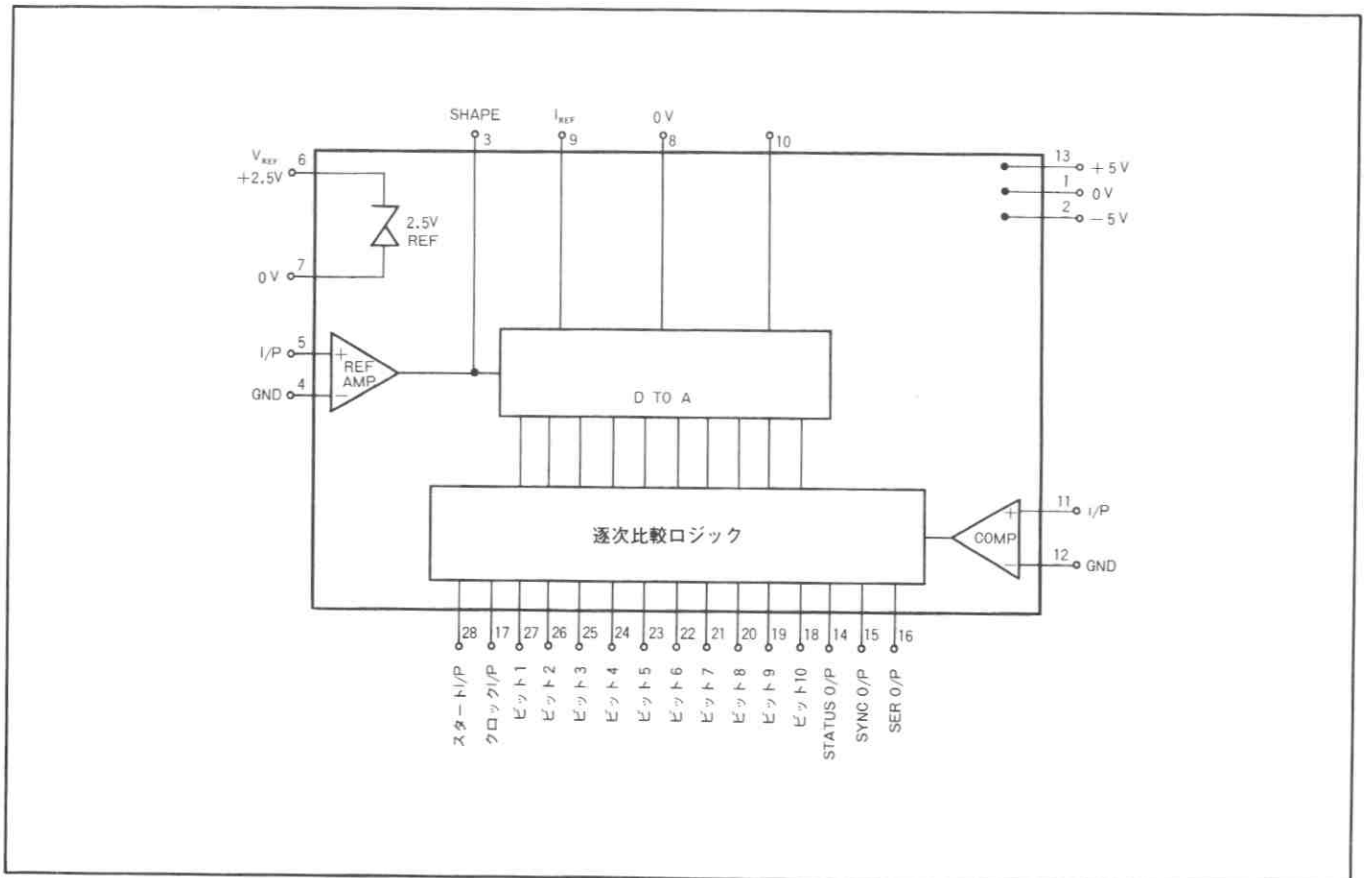 SHAPE
3
I_REF
9
0V
8
10
V_REF
+2.5V
6
2.5V
REF
0V
7
13
+5V
1
0V
2
−5V
I/P
5
+
REF
AMP
−
GND
4
D TO A
逐次比較ロジック
+
COMP
−
11
I/P
12
GND
28
17
27
26
25
24
23
22
21
20
19
18
14
15
16
スタートI/P
クロックI/P
ビット1
ビット2
ビット3
ビット4
ビット5
ビット6
ビット7
ビット8
ビット9
ビット10
STATUS O/P
SYNC O/P
SER O/P